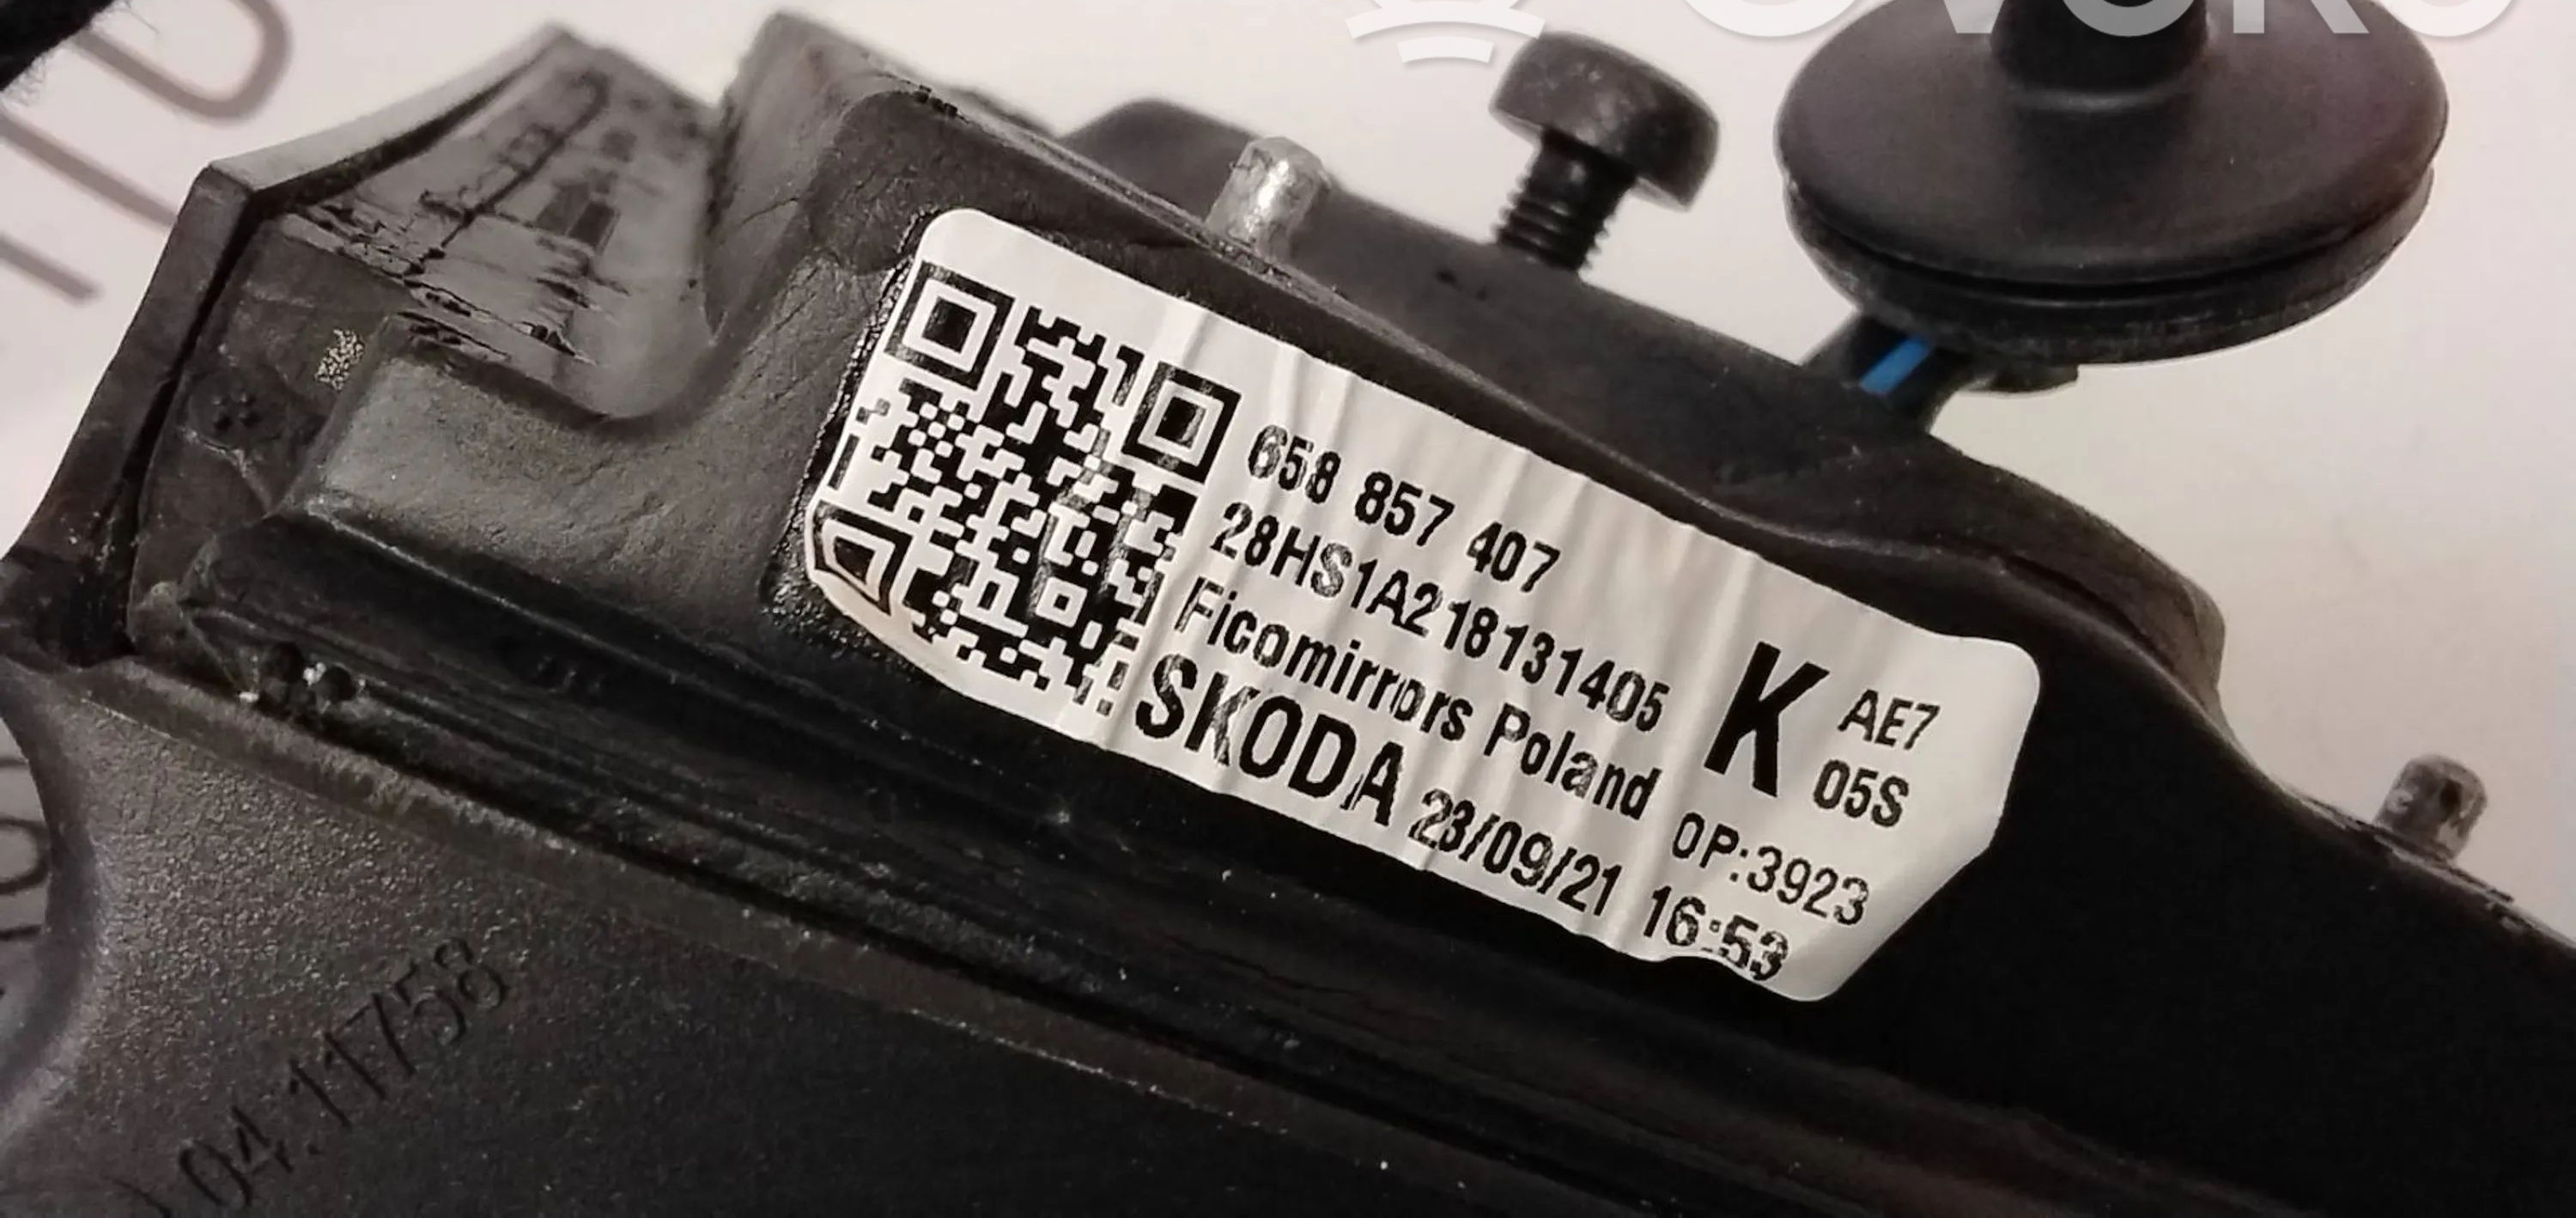 658 857 407
28HS1A218131405
Ficomirrors Poland
SKODA 23/09/21 16:53
K
AE7
05S
OP:3923
04.11758